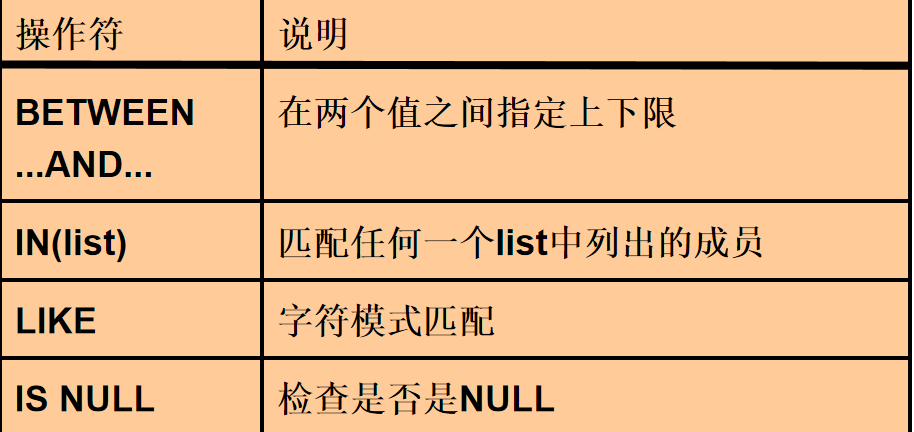 操作符
说明
BETWEEN
...AND...
在两个值之间指定上下限
IN(list)
匹配任何一个list中列出的成员
LIKE
字符模式匹配
IS NULL
检查是否是NULL